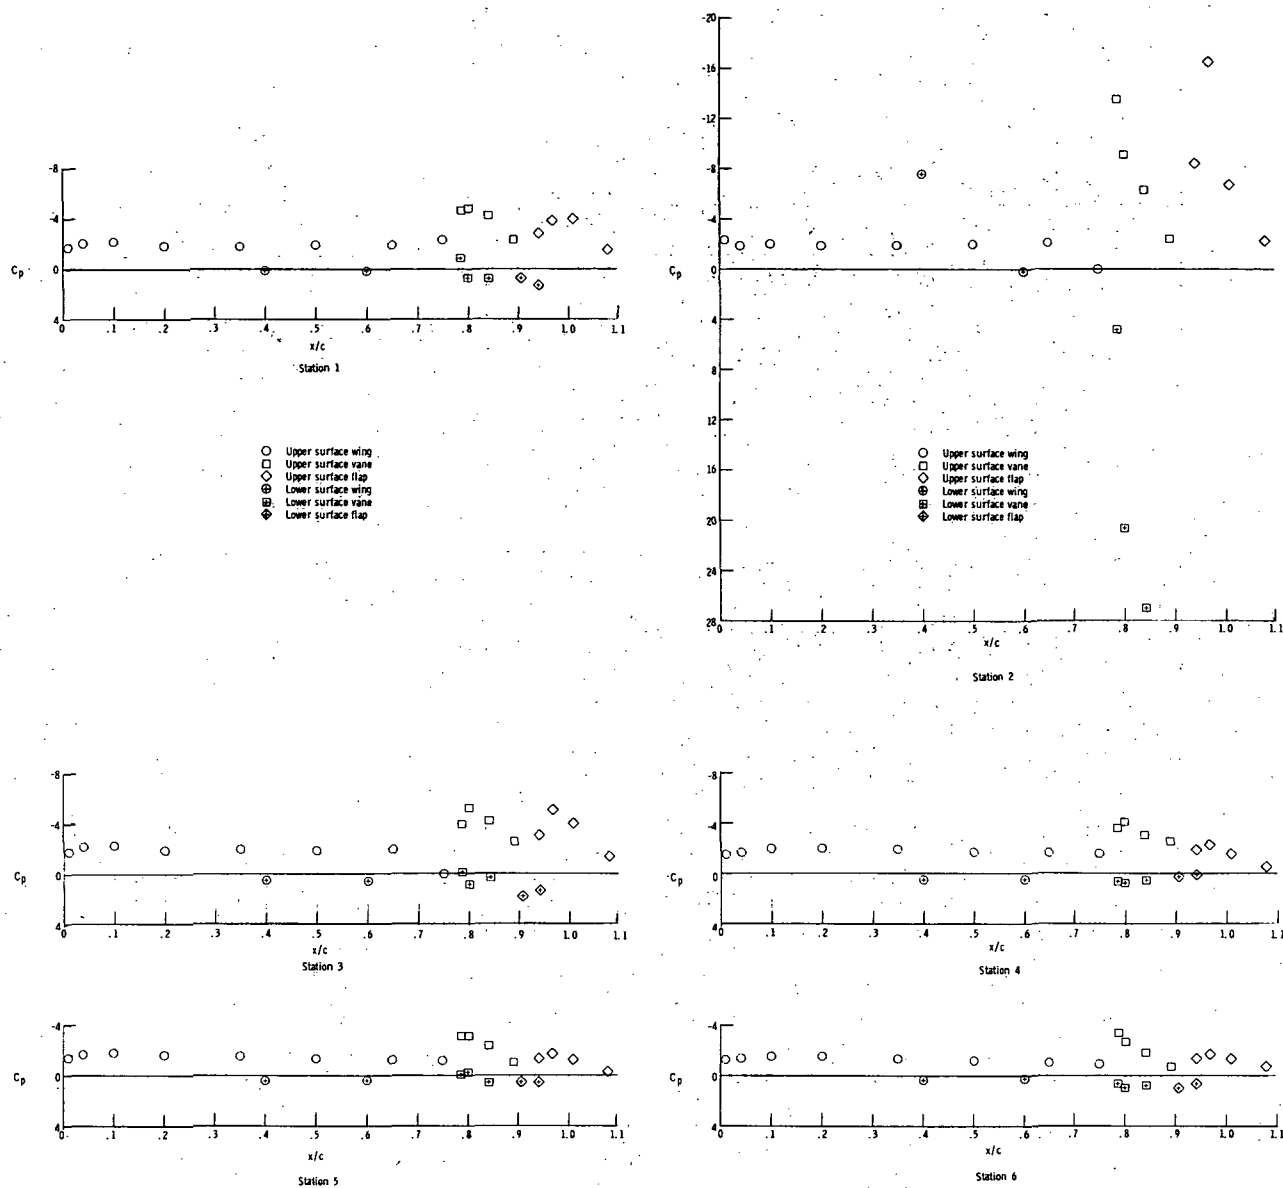 -8
-4
Cp 0
4
0 .1 .2 .3 .4 .5 .6 .7 .8 .9 1.0 1.1
x/c
Station 1
Upper surface wing
Upper surface vane
Upper surface flap
Lower surface wing
Lower surface vane
Lower surface flap
-20
-16
-12
-8
-4
Cp 0
4
8
12
16
20
24
28
0 .1 .2 .3 .4 .5 .6 .7 .8 .9 1.0 1.1
x/c
Station 2
Upper surface wing
Upper surface vane
Upper surface flap
Lower surface wing
Lower surface vane
Lower surface flap
-8
-4
Cp 0
4
0 .1 .2 .3 .4 .5 .6 .7 .8 .9 1.0 1.1
x/c
Station 3
-8
-4
Cp 0
4
0 .1 .2 .3 .4 .5 .6 .7 .8 .9 1.0 1.1
x/c
Station 4
-4
Cp 0
4
0 .1 .2 .3 .4 .5 .6 .7 .8 .9 1.0 1.1
x/c
Station 5
-4
Cp 0
4
0 .1 .2 .3 .4 .5 .6 .7 .8 .9 1.0 1.1
x/c
Station 6